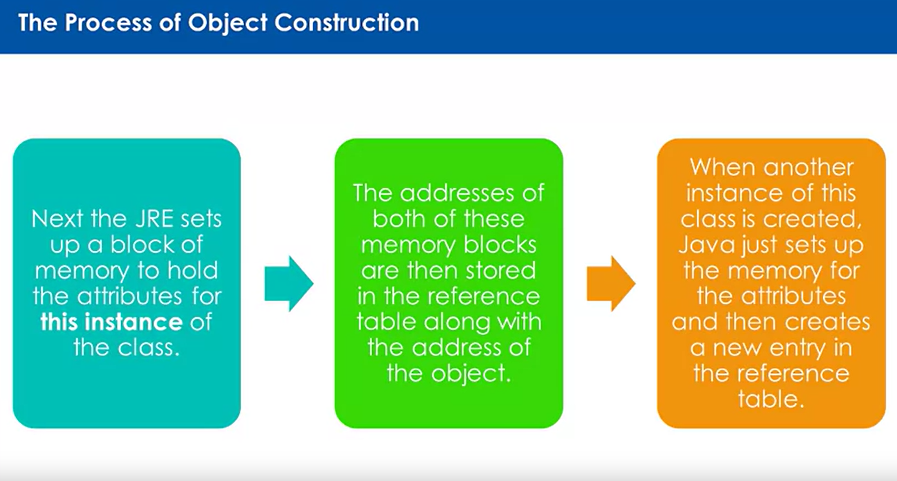 The Process of Object Construction
Next the JRE sets
up a block of
memory to hold
the attributes for
this instance of
the class.
The addresses of
both of these
memory blocks
are then stored
in the reference
table along with
the address of
the object.
When another
instance of this
class is created,
Java just sets up
the memory for
the attributes
and then creates
a new entry in
the reference
table.